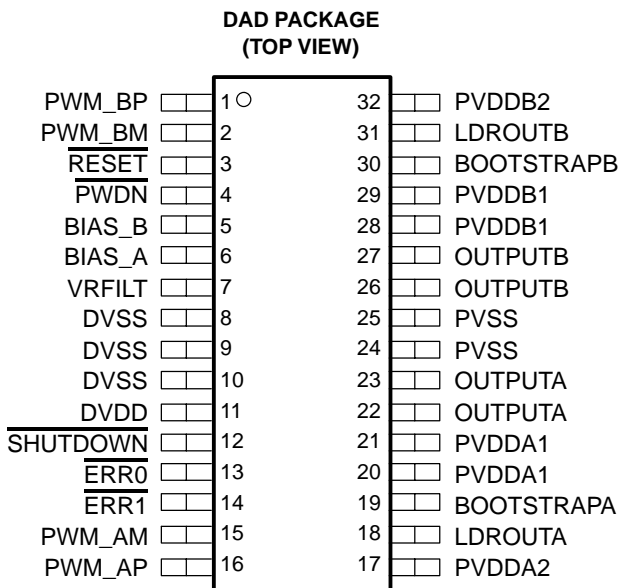 DAD PACKAGE
(TOP VIEW)
PWM_BP 1 32 PVDDB2
PWM_BM 2 31 LDROUTB
RESET 3 30 BOOTSTRAPB
PWDN 4 29 PVDDB1
BIAS_B 5 28 PVDDB1
BIAS_A 6 27 OUTPUTB
VRFILT 7 26 OUTPUTB
DVSS 8 25 PVSS
DVSS 9 24 PVSS
DVSS 10 23 OUTPUTA
DVDD 11 22 OUTPUTA
SHUTDOWN 12 21 PVDDA1
ERR0 13 20 PVDDA1
ERR1 14 19 BOOTSTRAPA
PWM_AM 15 18 LDROUTA
PWM_AP 16 17 PVDDA2